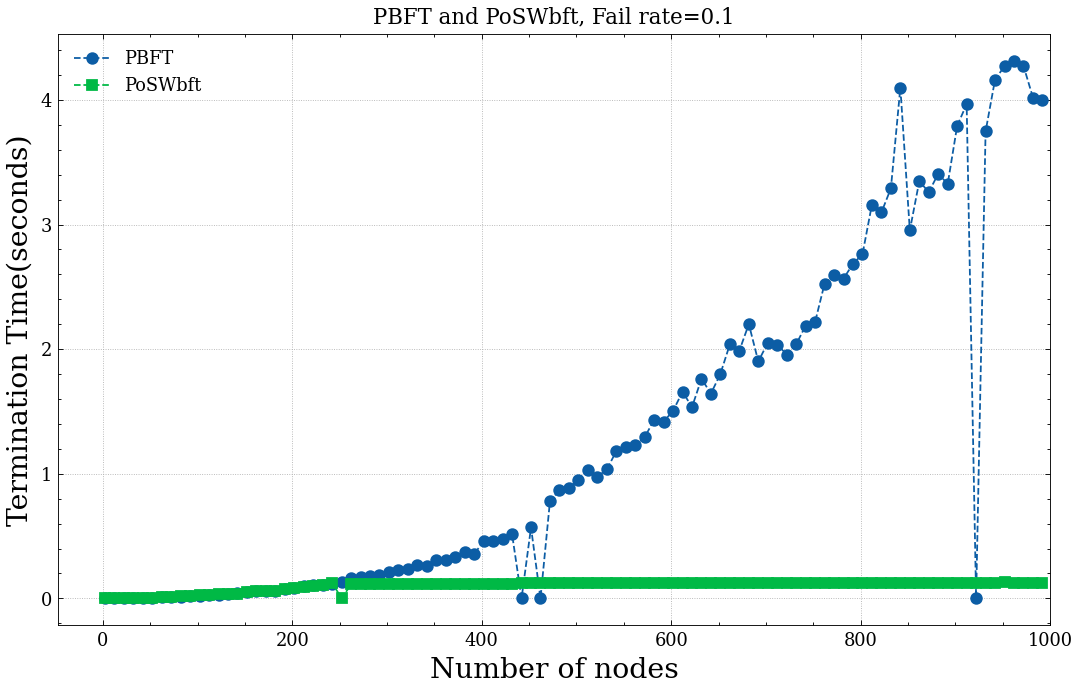 PBFT and PoSWbft, Fail rate=0.1
PBFT
PoSWbft
Termination Time(seconds)
4
3
2
1
0
0 200 400 600 800 1000
Number of nodes